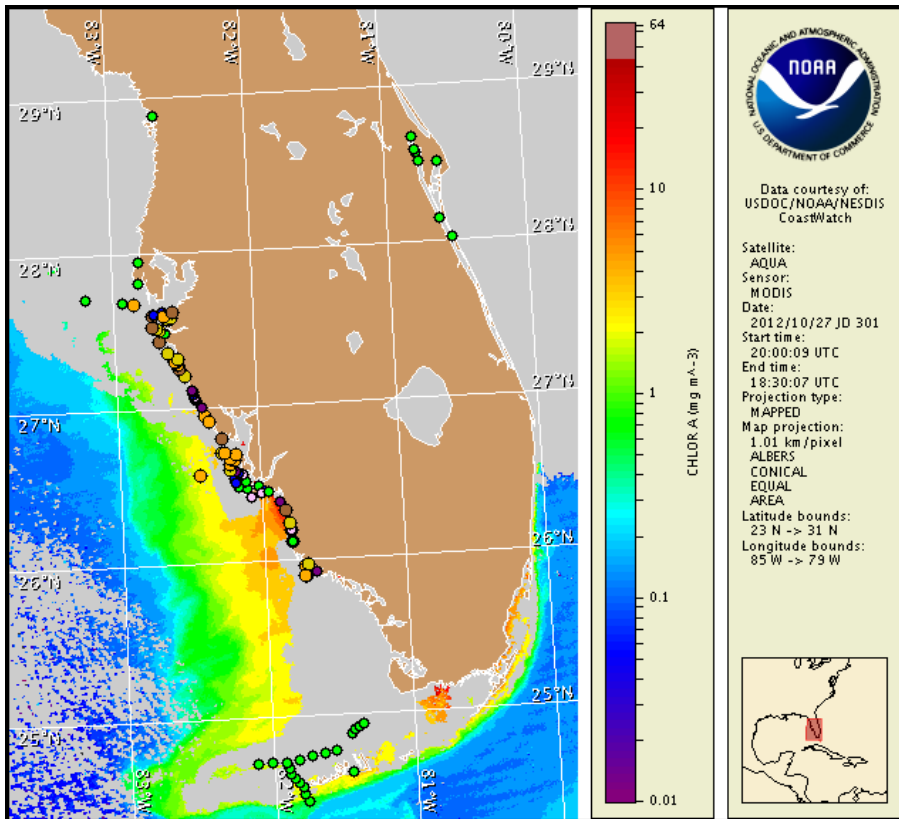 83°W
82°W
81°W
80°W
29°N
29°N
28°N
28°N
27°N
27°N
26°N
26°N
25°N
25°N
83°W
82°W
81°W
64
10
1
0.1
0.01
CHLOR A (mg m^-3)
NATIONAL OCEANIC AND ATMOSPHERIC ADMINISTRATION
NOAA
U.S. DEPARTMENT OF COMMERCE
Data courtesy of:
USDOC/NOAA/NESDIS
CoastWatch
Satellite:
AQUA
Sensor:
MODIS
Date:
2012/10/27 JD 301
Start time:
20:00:09 UTC
End time:
18:30:07 UTC
Projection type:
MAPPED
Map projection:
1.01 km/pixel
ALBERS
CONICAL
EQUAL
AREA
Latitude bounds:
23 N -> 31 N
Longitude bounds:
85 W -> 79 W